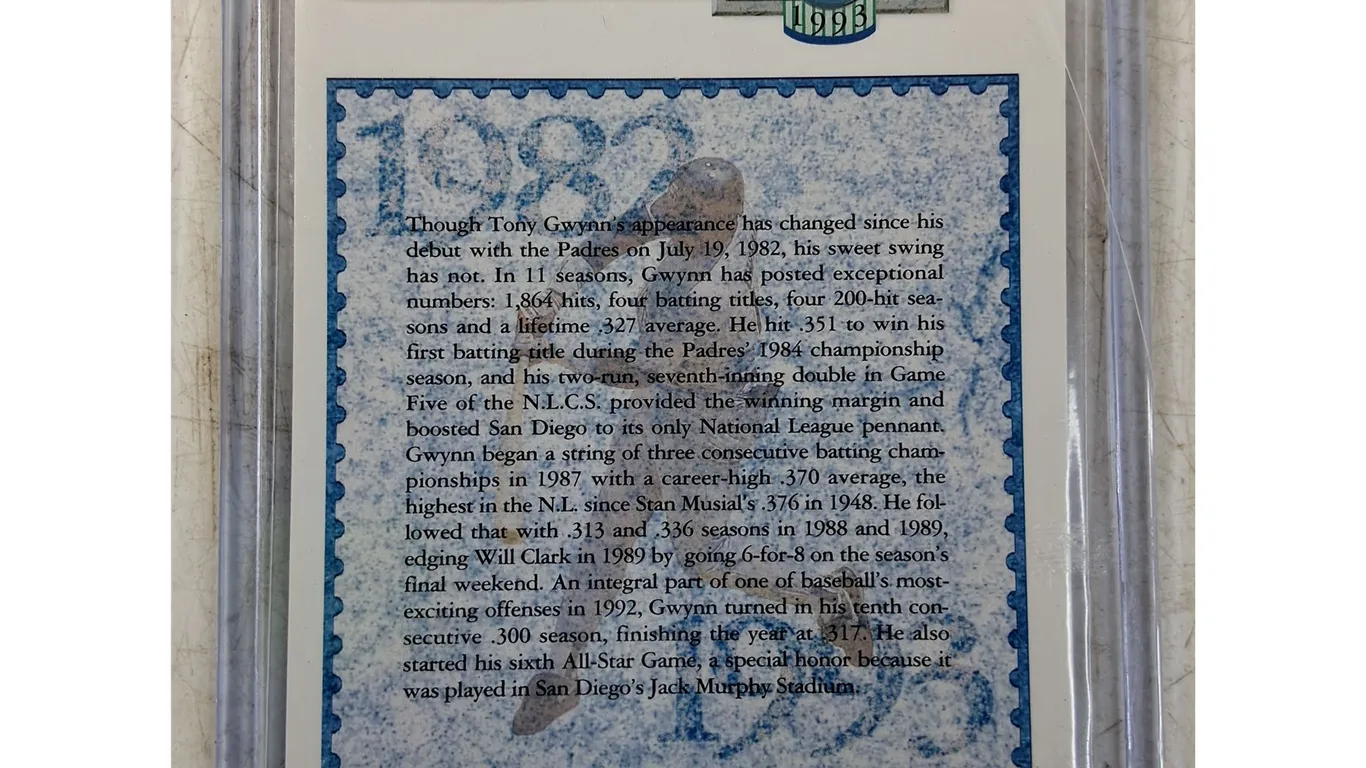 1993
1982
Though Tony Gwynn's appearance has changed since his
debut with the Padres on July 19, 1982, his sweet swing
has not. In 11 seasons, Gwynn has posted exceptional
numbers: 1,864 hits, four batting titles, four 200-hit sea-
sons and a lifetime .327 average. He hit .351 to win his
first batting title during the Padres' 1984 championship
season, and his two-run, seventh-inning double in Game
Five of the N.L.C.S. provided the winning margin and
boosted San Diego to its only National League pennant.
Gwynn began a string of three consecutive batting cham-
pionships in 1987 with a career-high .370 average, the
highest in the N.L. since Stan Musial's .376 in 1948. He fol-
lowed that with .313 and .336 seasons in 1988 and 1989,
edging Will Clark in 1989 by going 6-for-8 on the season's
final weekend. An integral part of one of baseball's most-
exciting offenses in 1992, Gwynn turned in his tenth con-
secutive .300 season, finishing the year at .317. He also
started his sixth All-Star Game, a special honor because it
was played in San Diego's Jack Murphy Stadium.
1993